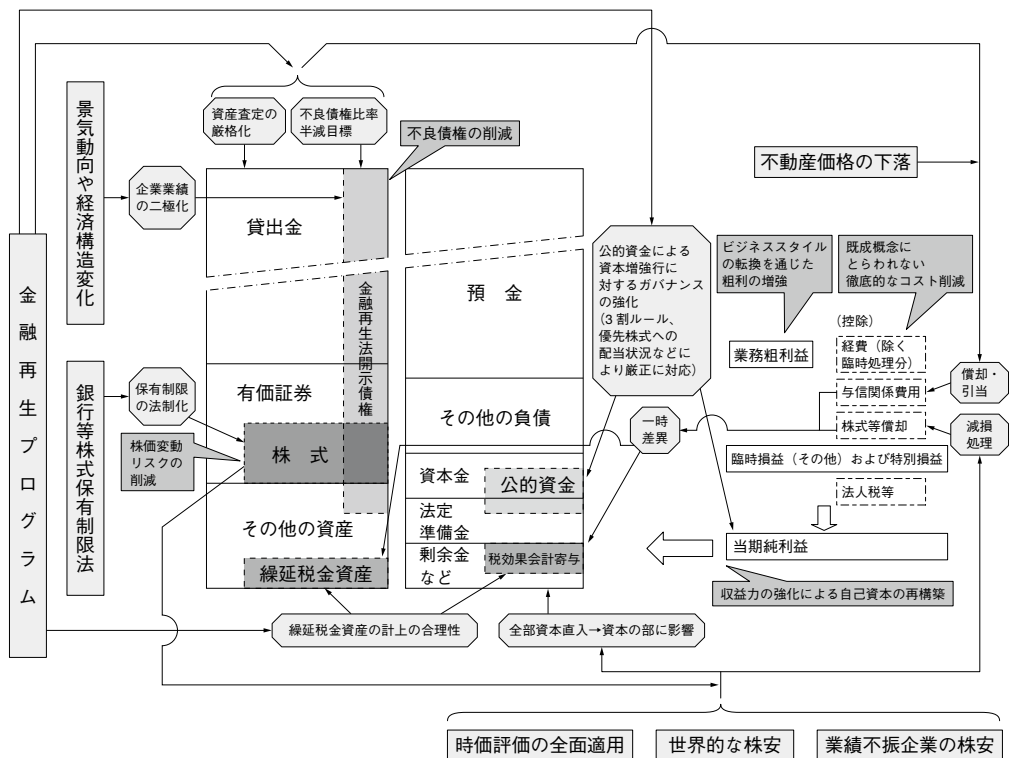 資産査定の
厳格化
不良債権比率
半減目標
不良債権の削減
不動産価格の下落
景気動向や経済構造変化
企業業績
の二極化
貸出金
金融再生法開示債権
預　金
公的資金による
資本増強行に
対するガバナンス
の強化
（3割ルール、
優先株式への
配当状況などに
より厳正に対応）
ビジネススタイル
の転換を通じた
粗利の増強
既成概念に
とらわれない
徹底的なコスト削減
金融再生プログラム
（控除）
業務粗利益
経費（除く
臨時処理分）
銀行等株式保有制限法
保有制限
の法制化
有価証券
その他の負債
与信関係費用
償却・
引当
株価変動
リスクの
削減
株　式
一時
差異
株式等償却
減損
処理
資本金
公的資金
臨時損益（その他）および特別損益
法定
準備金
法人税等
その他の資産
剰余金
など
税効果会計寄与
当期純利益
繰延税金資産
収益力の強化による自己資本の再構築
繰延税金資産の計上の合理性
全部資本直入→資本の部に影響
時価評価の全面適用
世界的な株安
業績不振企業の株安